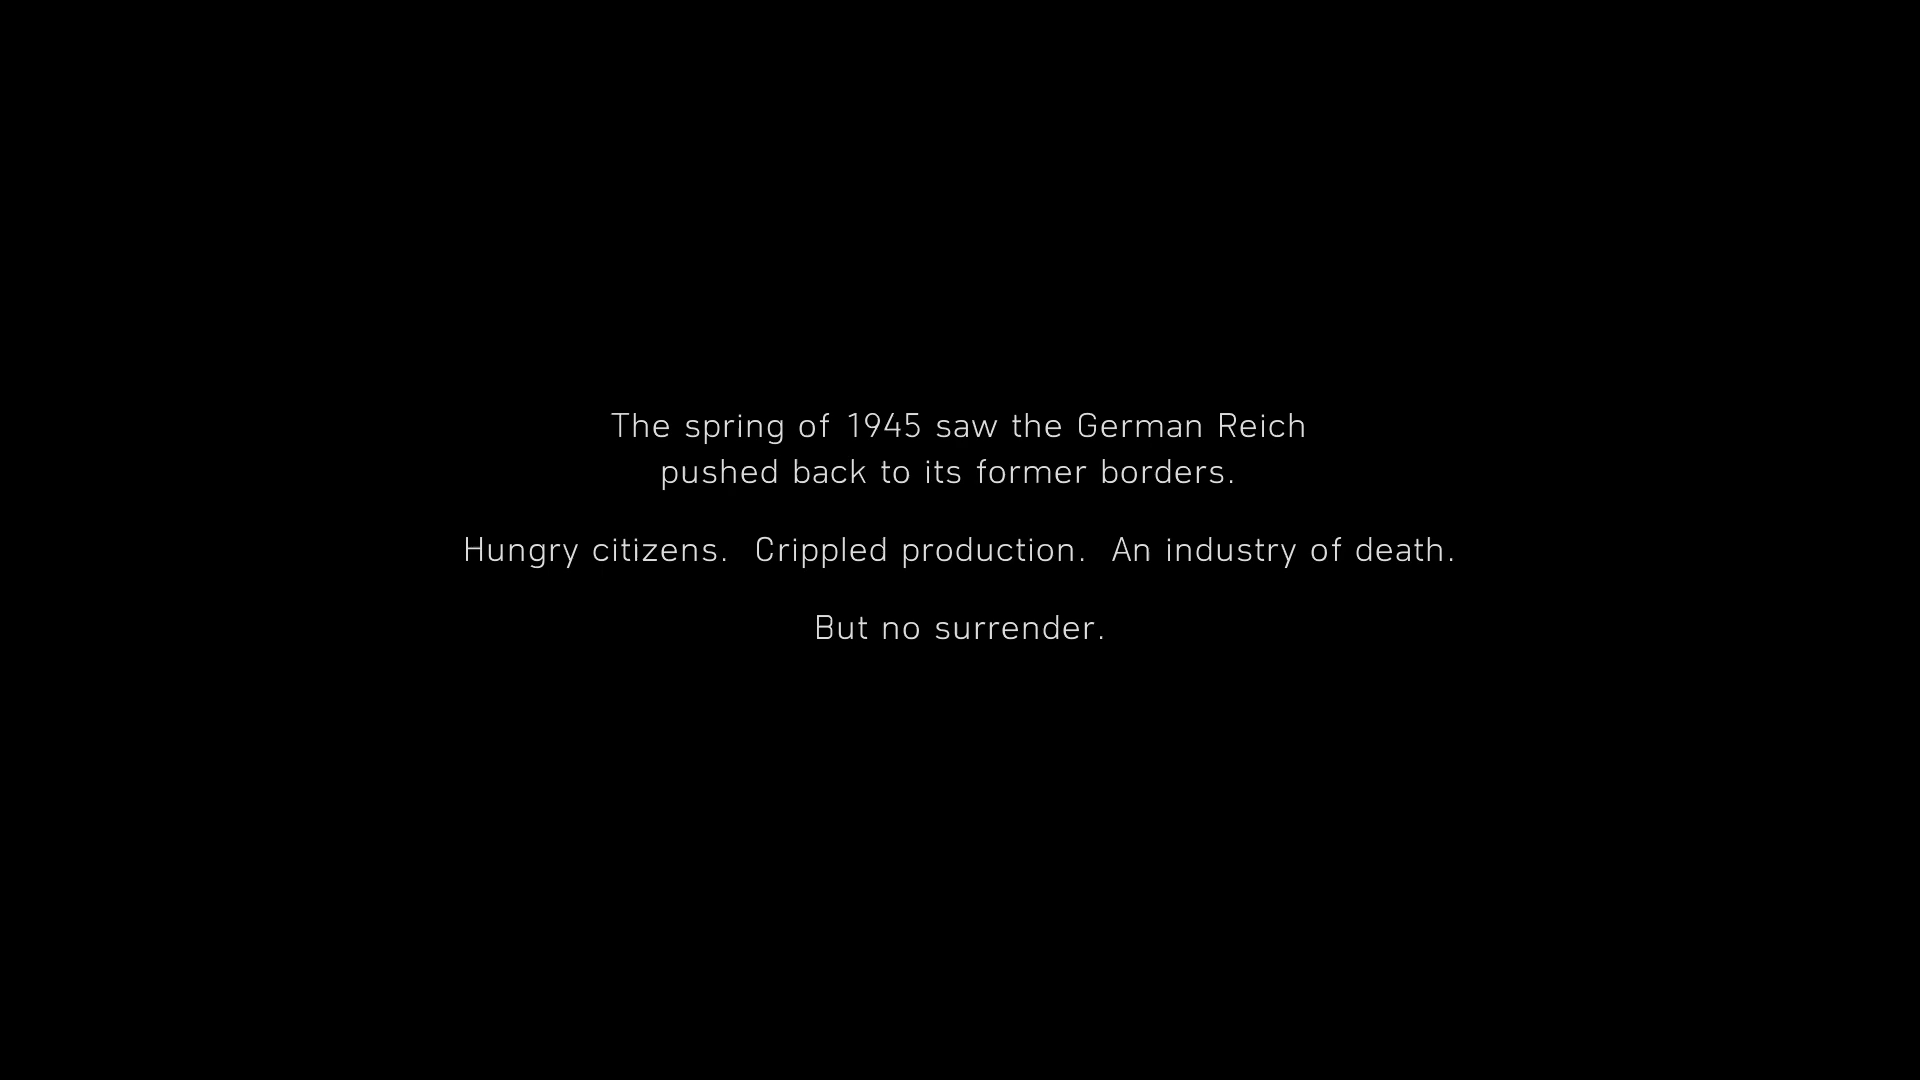 The spring of 1945 saw the German Reich
pushed back to its former borders.
Hungry citizens.  Crippled production.  An industry of death.
But no surrender.